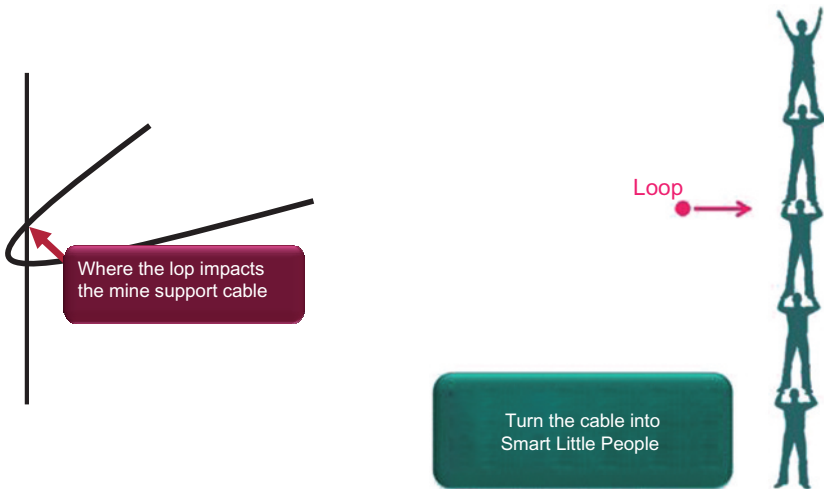 Where the lop impacts
the mine support cable
Loop
Turn the cable into
Smart Little People